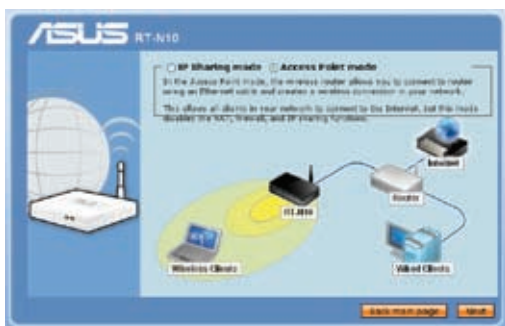 ASUS RT-N10
IP Sharing mode Access Point mode
In the Access Point mode, the wireless router allows you to connect to router
using an Ethernet cable and creates a wireless connection in your network.
This allows all clients in your network to connect to the Internet, but this mode
disables the NAT, firewall, and IP sharing functions.
Internet
RT-N10
Router
Wireless Clients
Wired Clients
Back main page Next